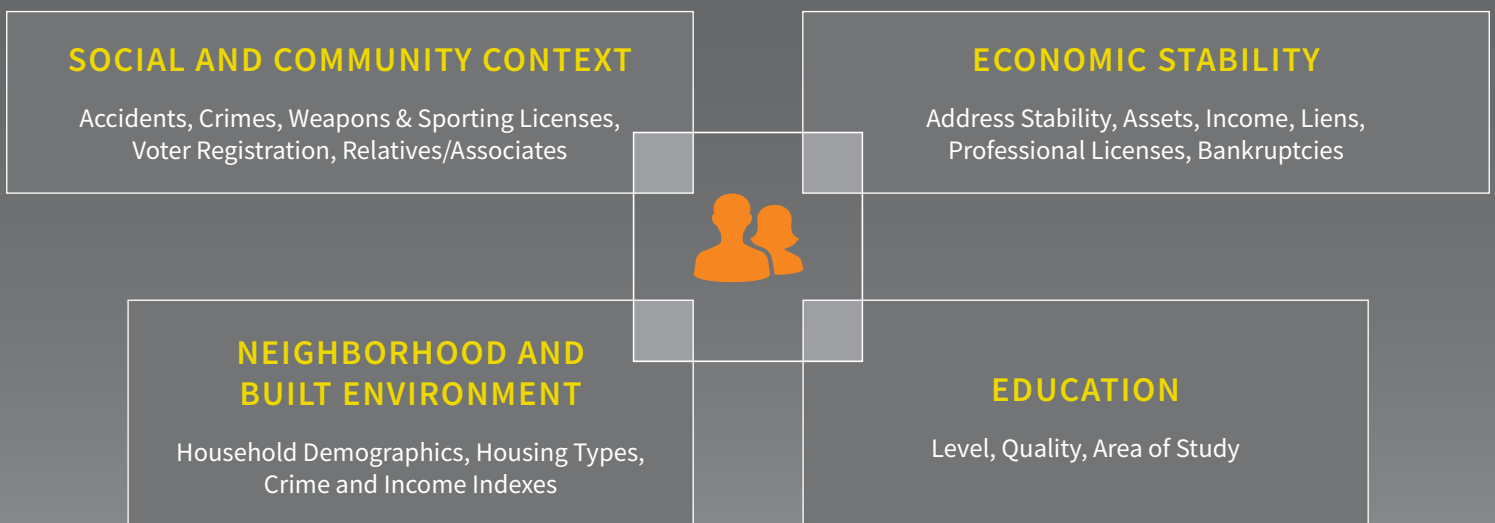 SOCIAL AND COMMUNITY CONTEXT
Accidents, Crimes, Weapons & Sporting Licenses,
Voter Registration, Relatives/Associates
ECONOMIC STABILITY
Address Stability, Assets, Income, Liens,
Professional Licenses, Bankruptcies
NEIGHBORHOOD AND
BUILT ENVIRONMENT
Household Demographics, Housing Types,
Crime and Income Indexes
EDUCATION
Level, Quality, Area of Study